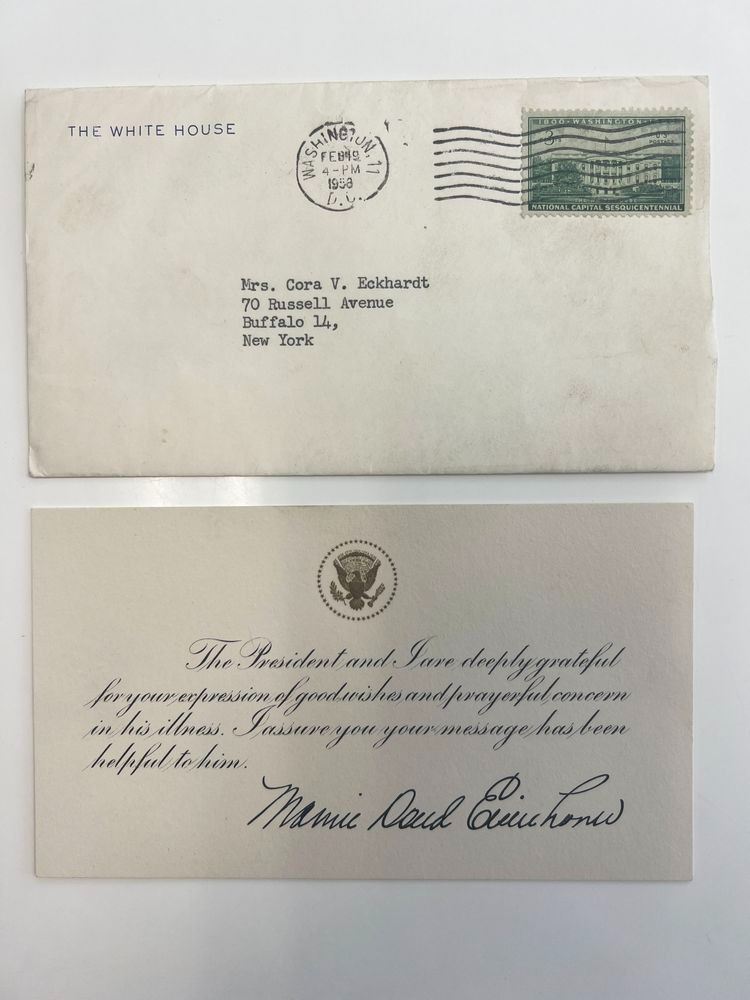 THE WHITE HOUSE
WASHINGTON, 11
FEB 19
4-PM
1958
D.C.
1800-WASHINGTON-
3¢
U.S.
POSTAGE
NATIONAL CAPITAL SESQUICENTENNIAL
Mrs. Cora V. Eckhardt
70 Russell Avenue
Buffalo 14,
New York
The President and I are deeply grateful
for your expression of good wishes and prayerful concern
in his illness. I assure you your message has been
helpful to him.
Mamie Doud Eisenhower